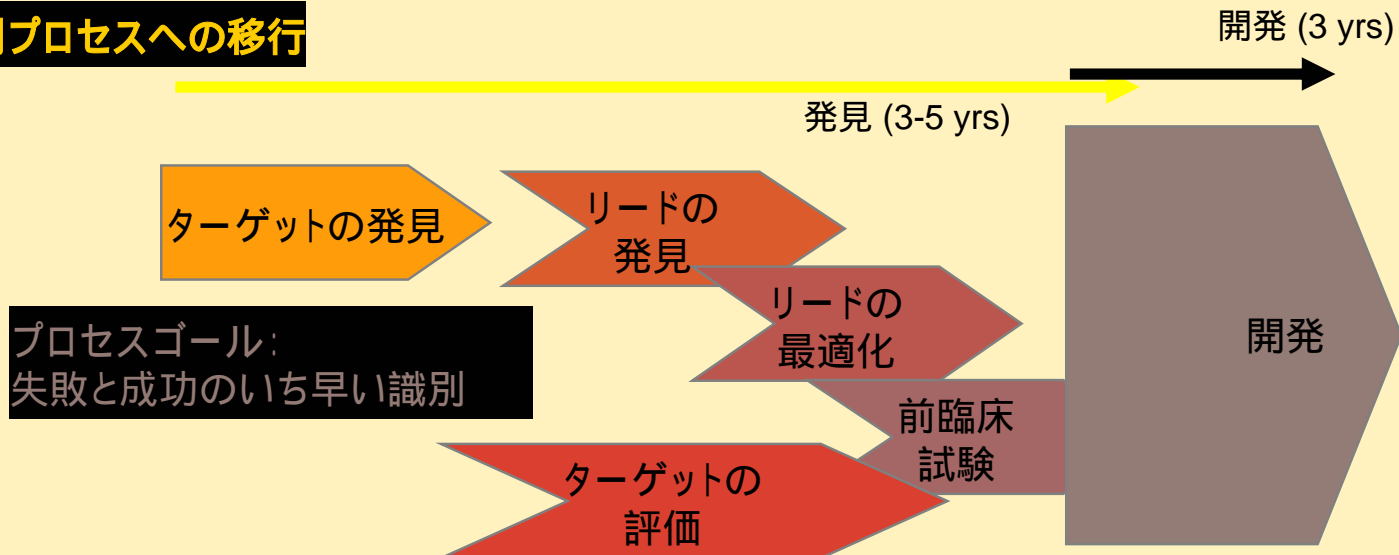 プロセスへの移行
開発 (3 yrs)
発見 (3-5 yrs)
ターゲットの発見
リードの
発見
リードの
最適化
開発
プロセスゴール:
失敗と成功のいち早い識別
前臨床
試験
ターゲットの
評価